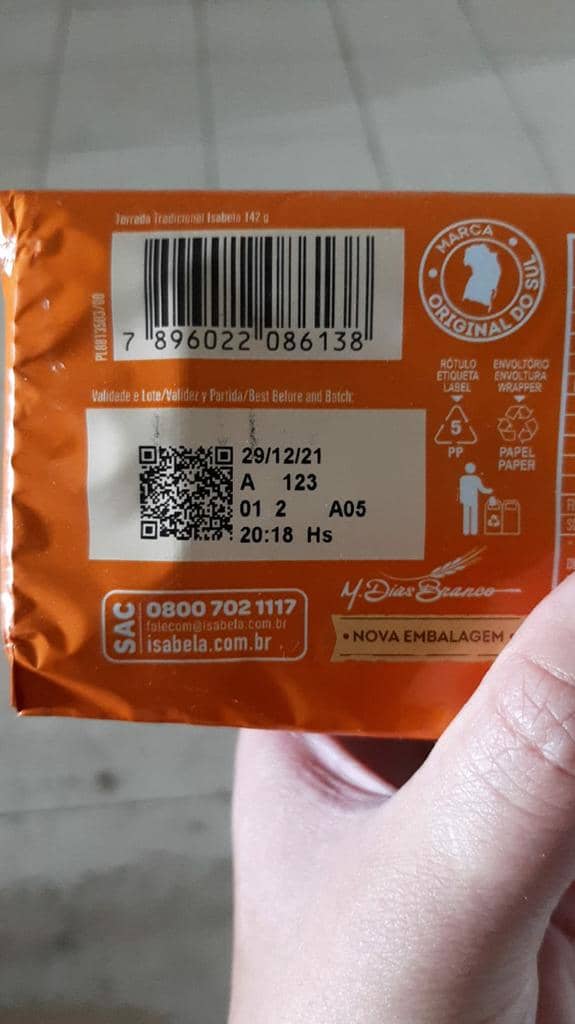 Torrada Tradicional Isabela 142 g
7 896022 086138
MARCA
ORIGINAL DO SUL
RÓTULO
ETIQUETA
LABEL
ENVOLTÓRIO
ENVOLTURA
WRAPPER
5
PP
PAPEL
PAPER
Validade e Lote/Validez y Partida/Best Before and Batch:
29/12/21
A 123
01 2 A05
20:18 Hs
SAC
0800 702 1117
falecom@isabela.com.br
isabela.com.br
M. Dias Branco
• NOVA EMBALAGEM •